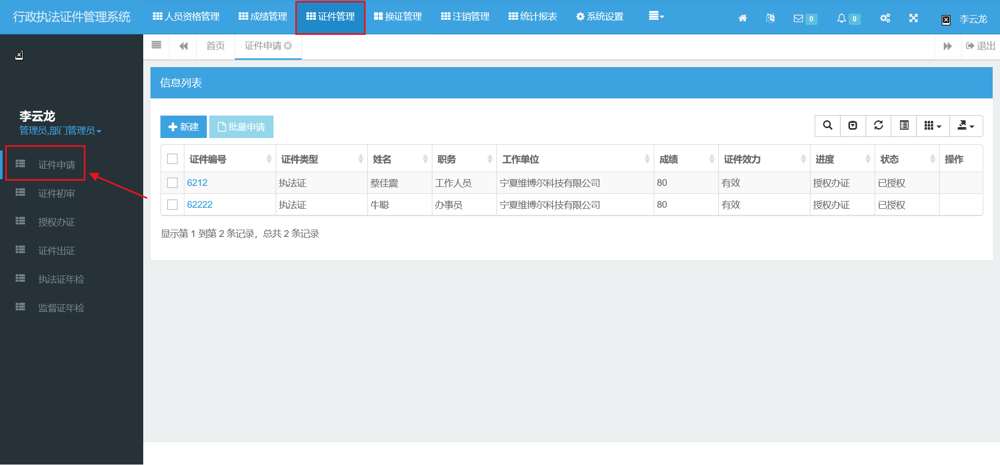 行政执法证件管理系统
人员资格管理 成绩管理 证件管理 换证管理 注销管理 统计报表 系统设置 0 0 李云龙
首页 证件申请 退出
李云龙
管理员,部门管理员
证件申请
证件初审
授权办证
证件出证
执法证年检
监督证年检
信息列表
新建 批量申请
证件编号 证件类型 姓名 职务 工作单位 成绩 证件效力 进度 状态 操作
6212 执法证 蔡佳震 工作人员 宁夏维博尔科技有限公司 80 有效 授权办证 已授权
62222 执法证 牛聪 办事员 宁夏维博尔科技有限公司 80 有效 授权办证 已授权
显示第 1 到第 2 条记录，总共 2 条记录